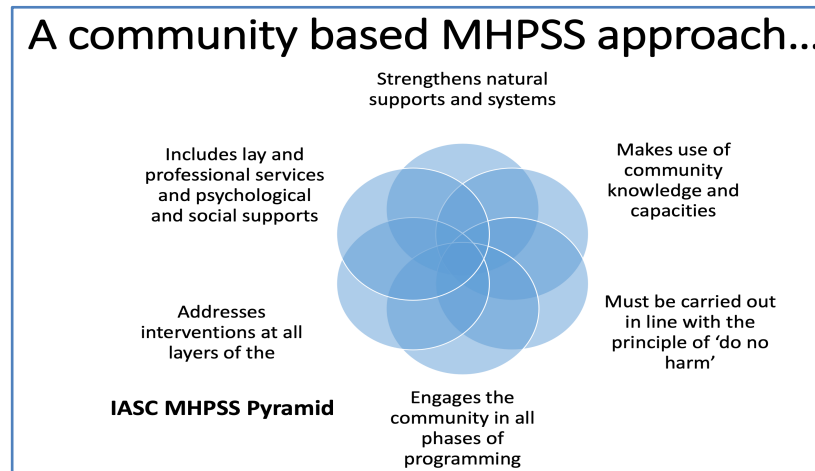 A community based MHPSS approach...
Strengthens natural
supports and systems
Makes use of
community
knowledge and
capacities
Must be carried out
in line with the
principle of ‘do no
harm’
Engages the
community in all
phases of
programming
Addresses
interventions at all
layers of the
IASC MHPSS Pyramid
Includes lay and
professional services
and psychological
and social supports